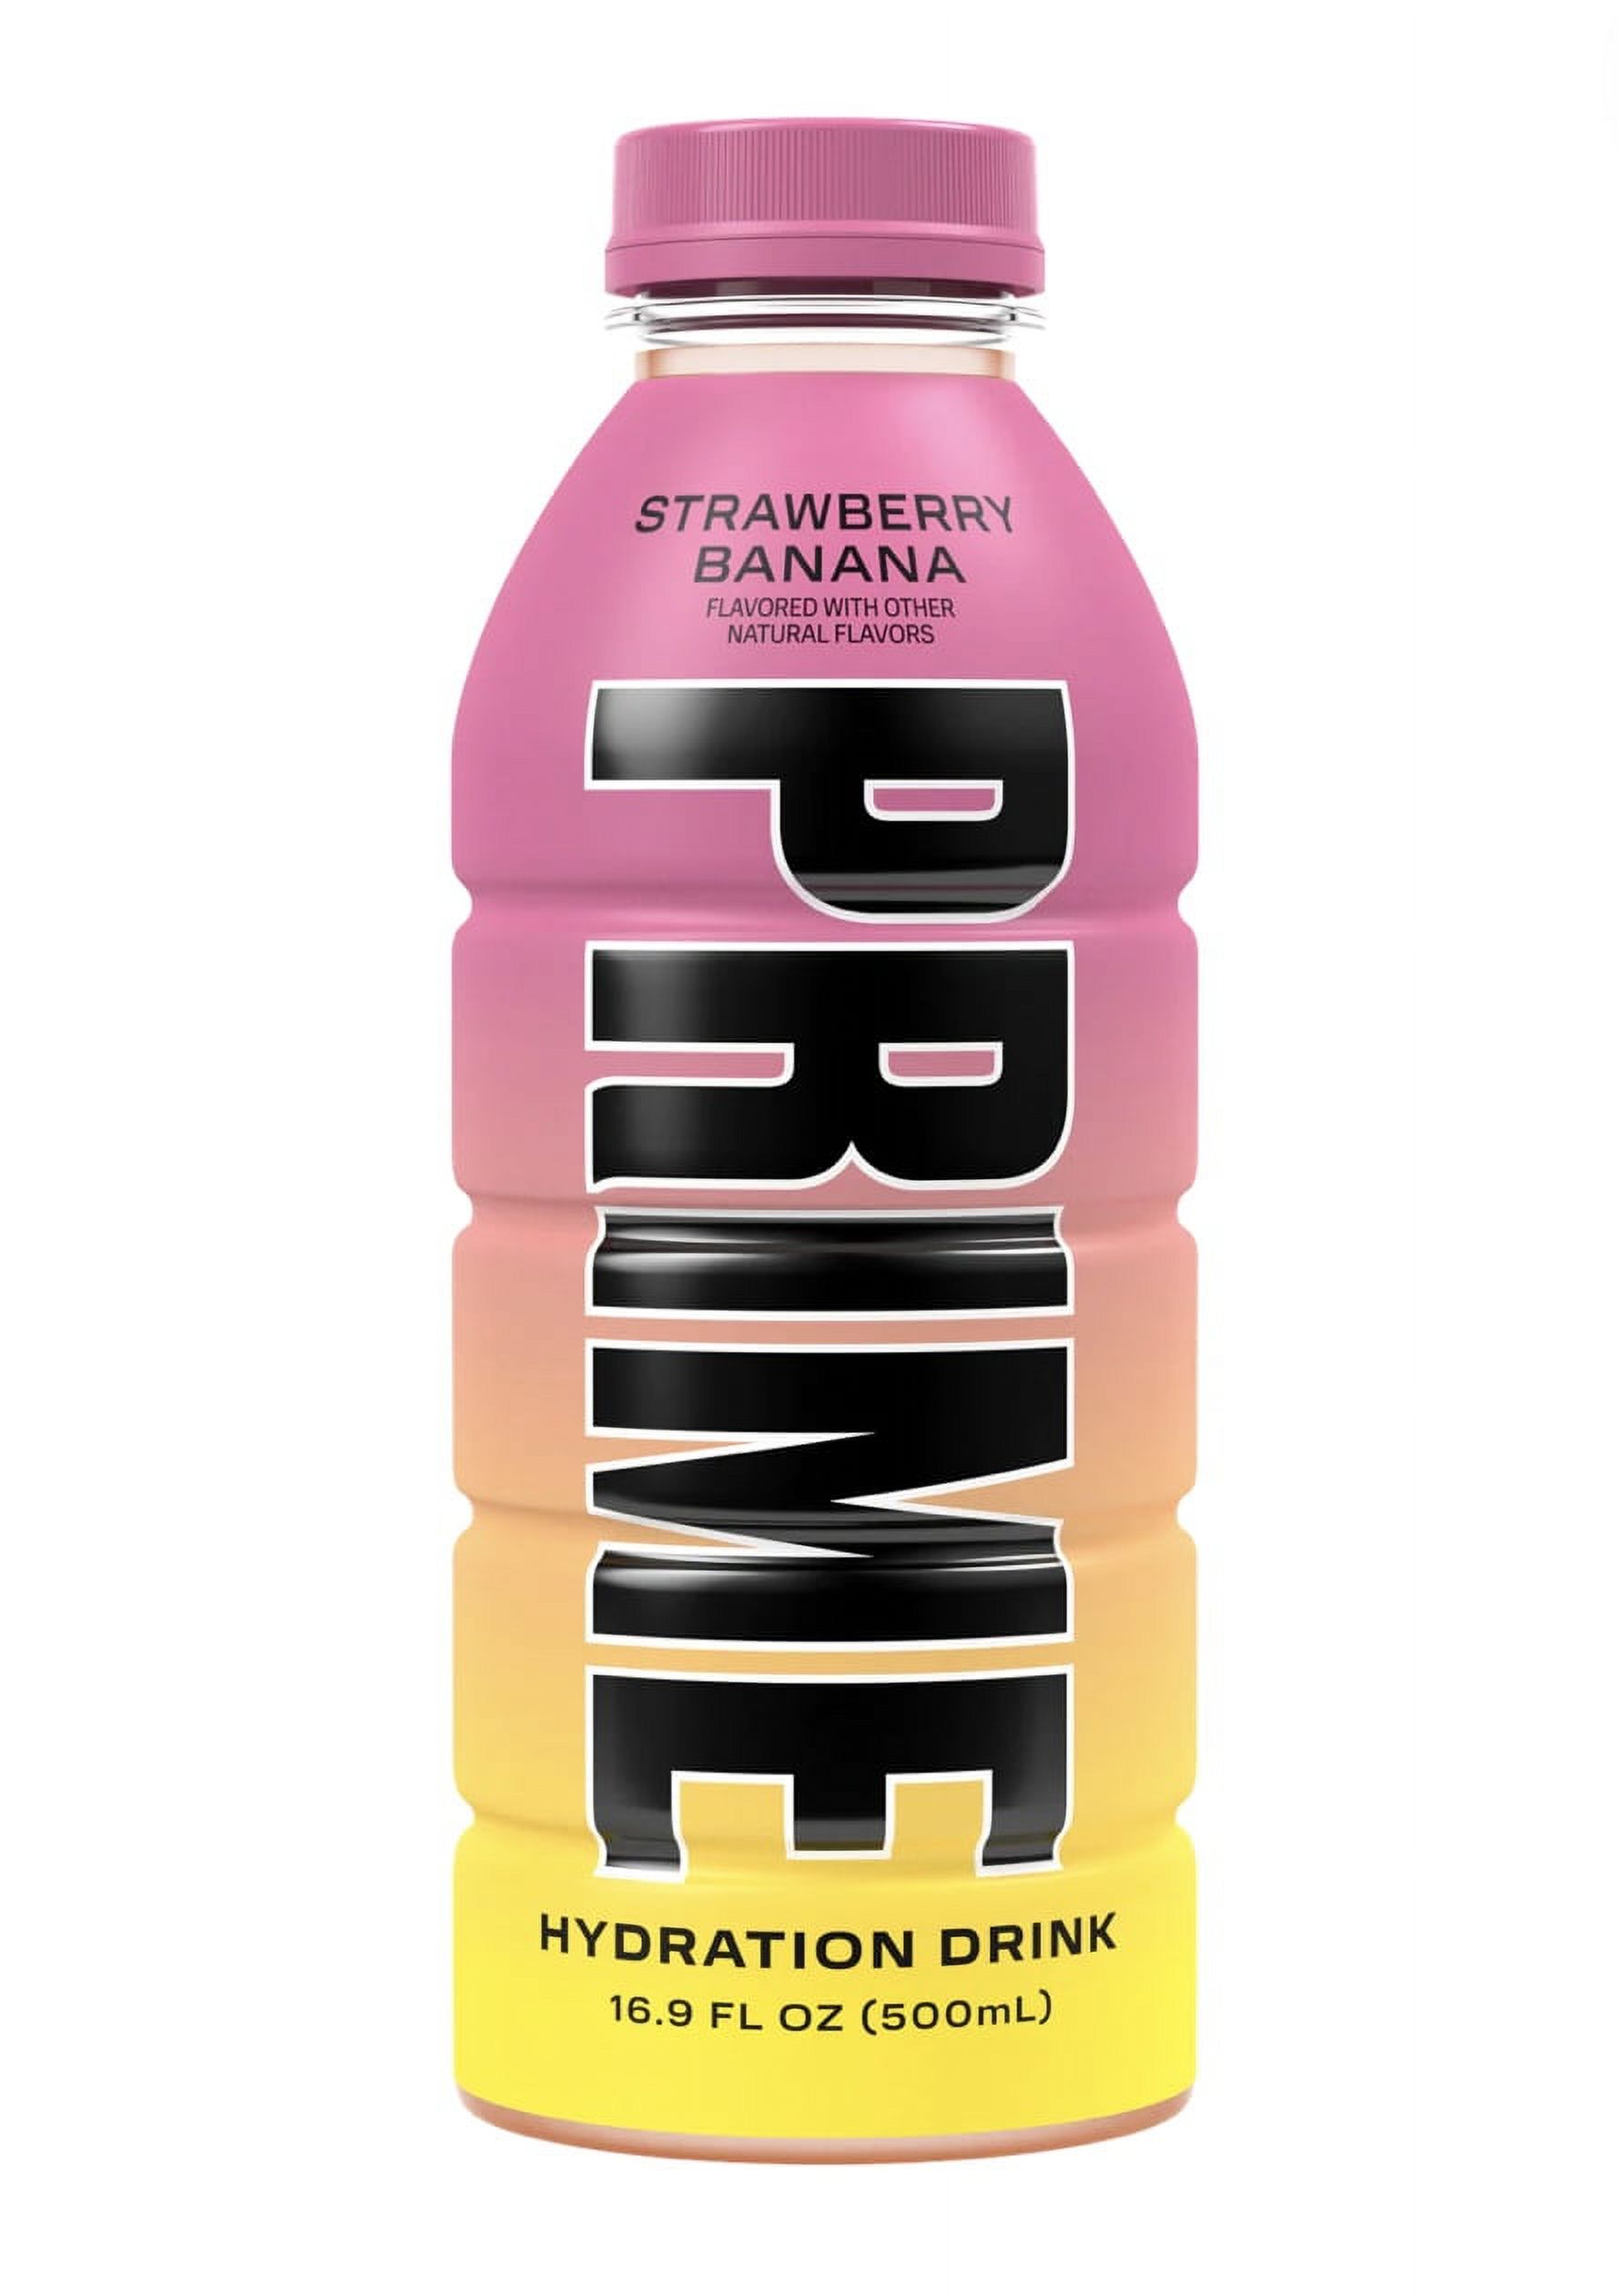 STRAWBERRY
BANANA
FLAVORED WITH OTHER
NATURAL FLAVORS
PRIME
HYDRATION DRINK
16.9 FL OZ (500mL)